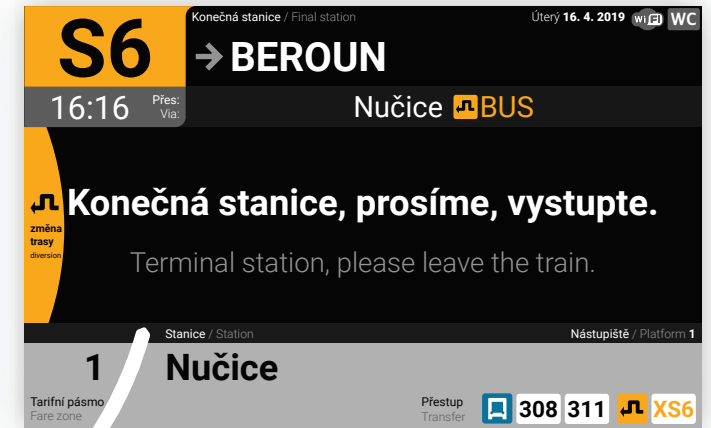 S6
Konečná stanice / Final station
Úterý 16. 4. 2019 WiFi WC
→ BEROUN
16:16 Přes: Via: Nučice BUS
Konečná stanice, prosíme, vystupte.
změna
trasy
diversion
Terminal station, please leave the train.
Stanice / Station Nástupiště / Platform 1
1 Nučice
Tarifní pásmo
Fare zone
Přestup
Transfer
308 311 XS6